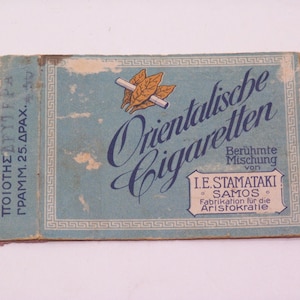 Orientalische
Cigaretten
Berühmte
Mischung
von
I.E. STAMATAKI
SAMOS
Fabrikation für die
Aristokratie
ΠΟΙΟΤΗΣ
ΓΡΑΜΜ. 25. ΔΡΑΧ.